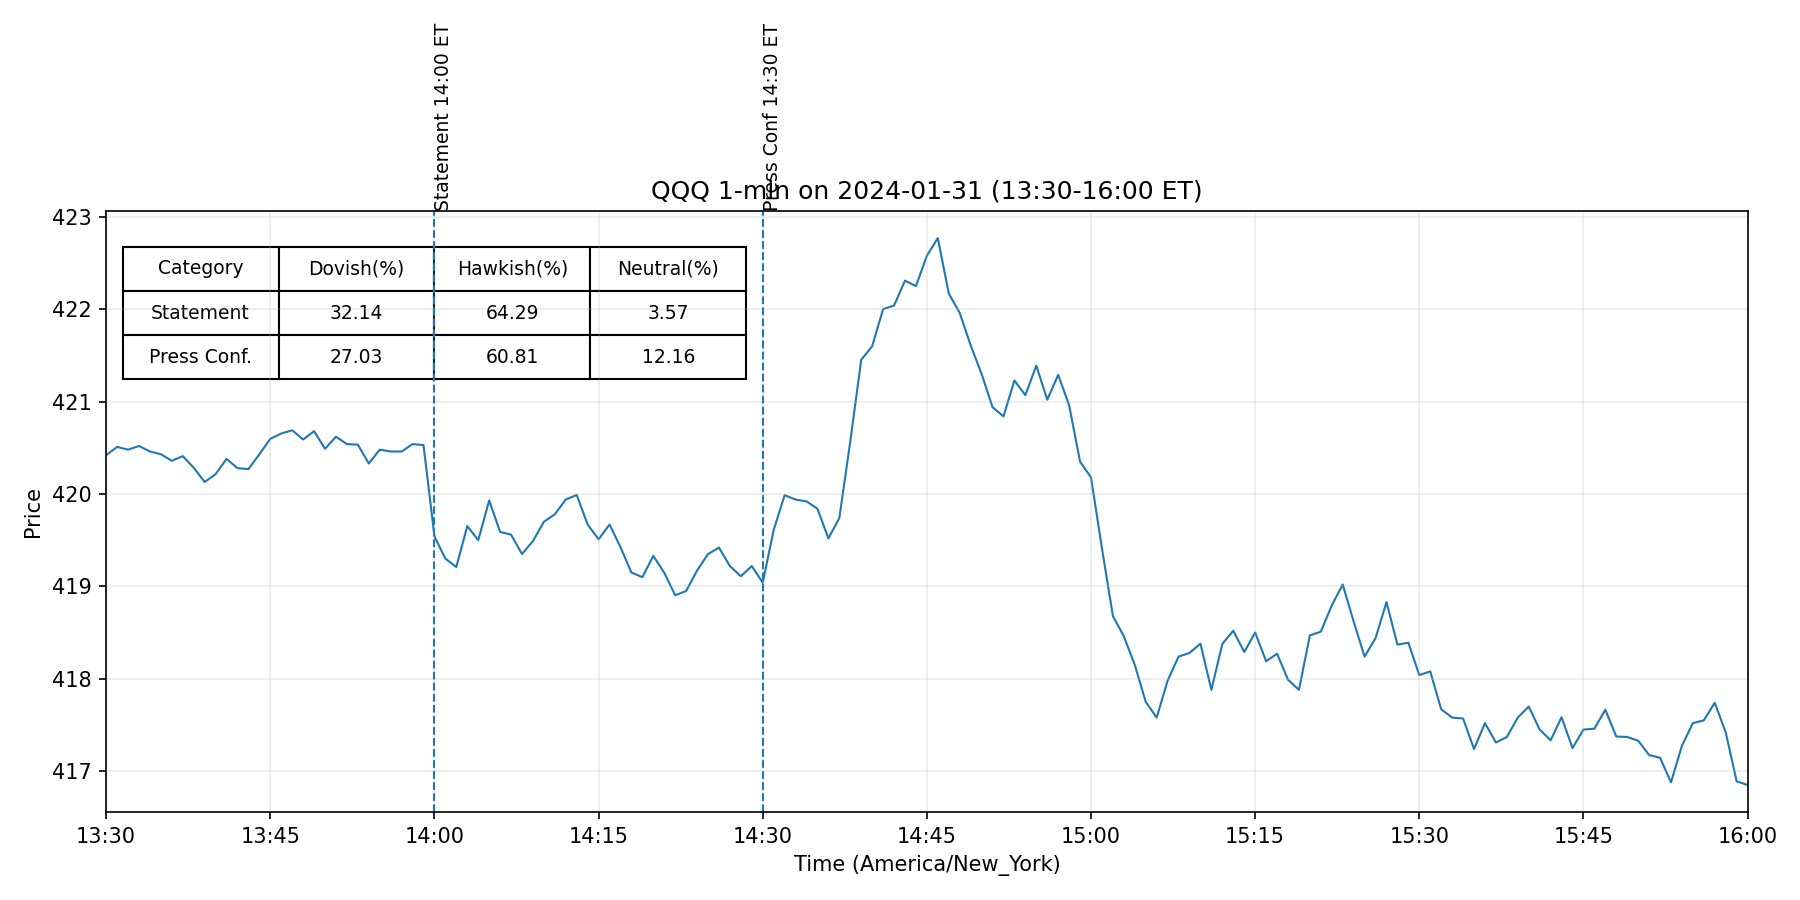 Statement 14:00 ET
Press Conf 14:30 ET
QQQ 1-min on 2024-01-31 (13:30-16:00 ET)
Category Dovish(%) Hawkish(%) Neutral(%)
Statement 32.14 64.29 3.57
Press Conf. 27.03 60.81 12.16
Price
423
422
421
420
419
418
417
13:30 13:45 14:00 14:15 14:30 14:45 15:00 15:15 15:30 15:45 16:00
Time (America/New_York)